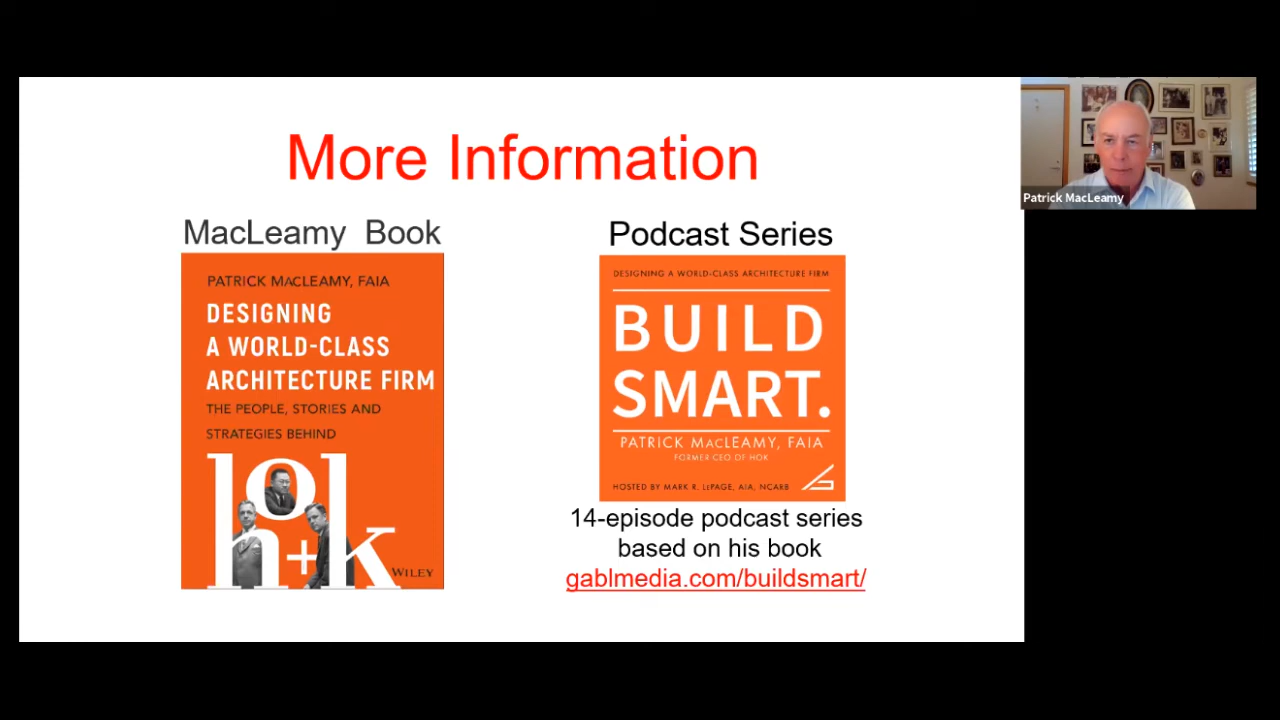 More Information
MacLeamy Book
PATRICK MACLEAMY, FAIA
DESIGNING
A WORLD-CLASS
ARCHITECTURE FIRM
THE PEOPLE, STORIES AND
STRATEGIES BEHIND
hok
+
WILEY
Podcast Series
DESIGNING A WORLD-CLASS ARCHITECTURE FIRM
BUILD
SMART.
PATRICK MACLEAMY, FAIA
FORMER CEO OF HOK
HOSTED BY MARK R. LEPAGE, AIA, NCARB
14-episode podcast series
based on his book
gablmedia.com/buildsmart/
Patrick MacLeamy